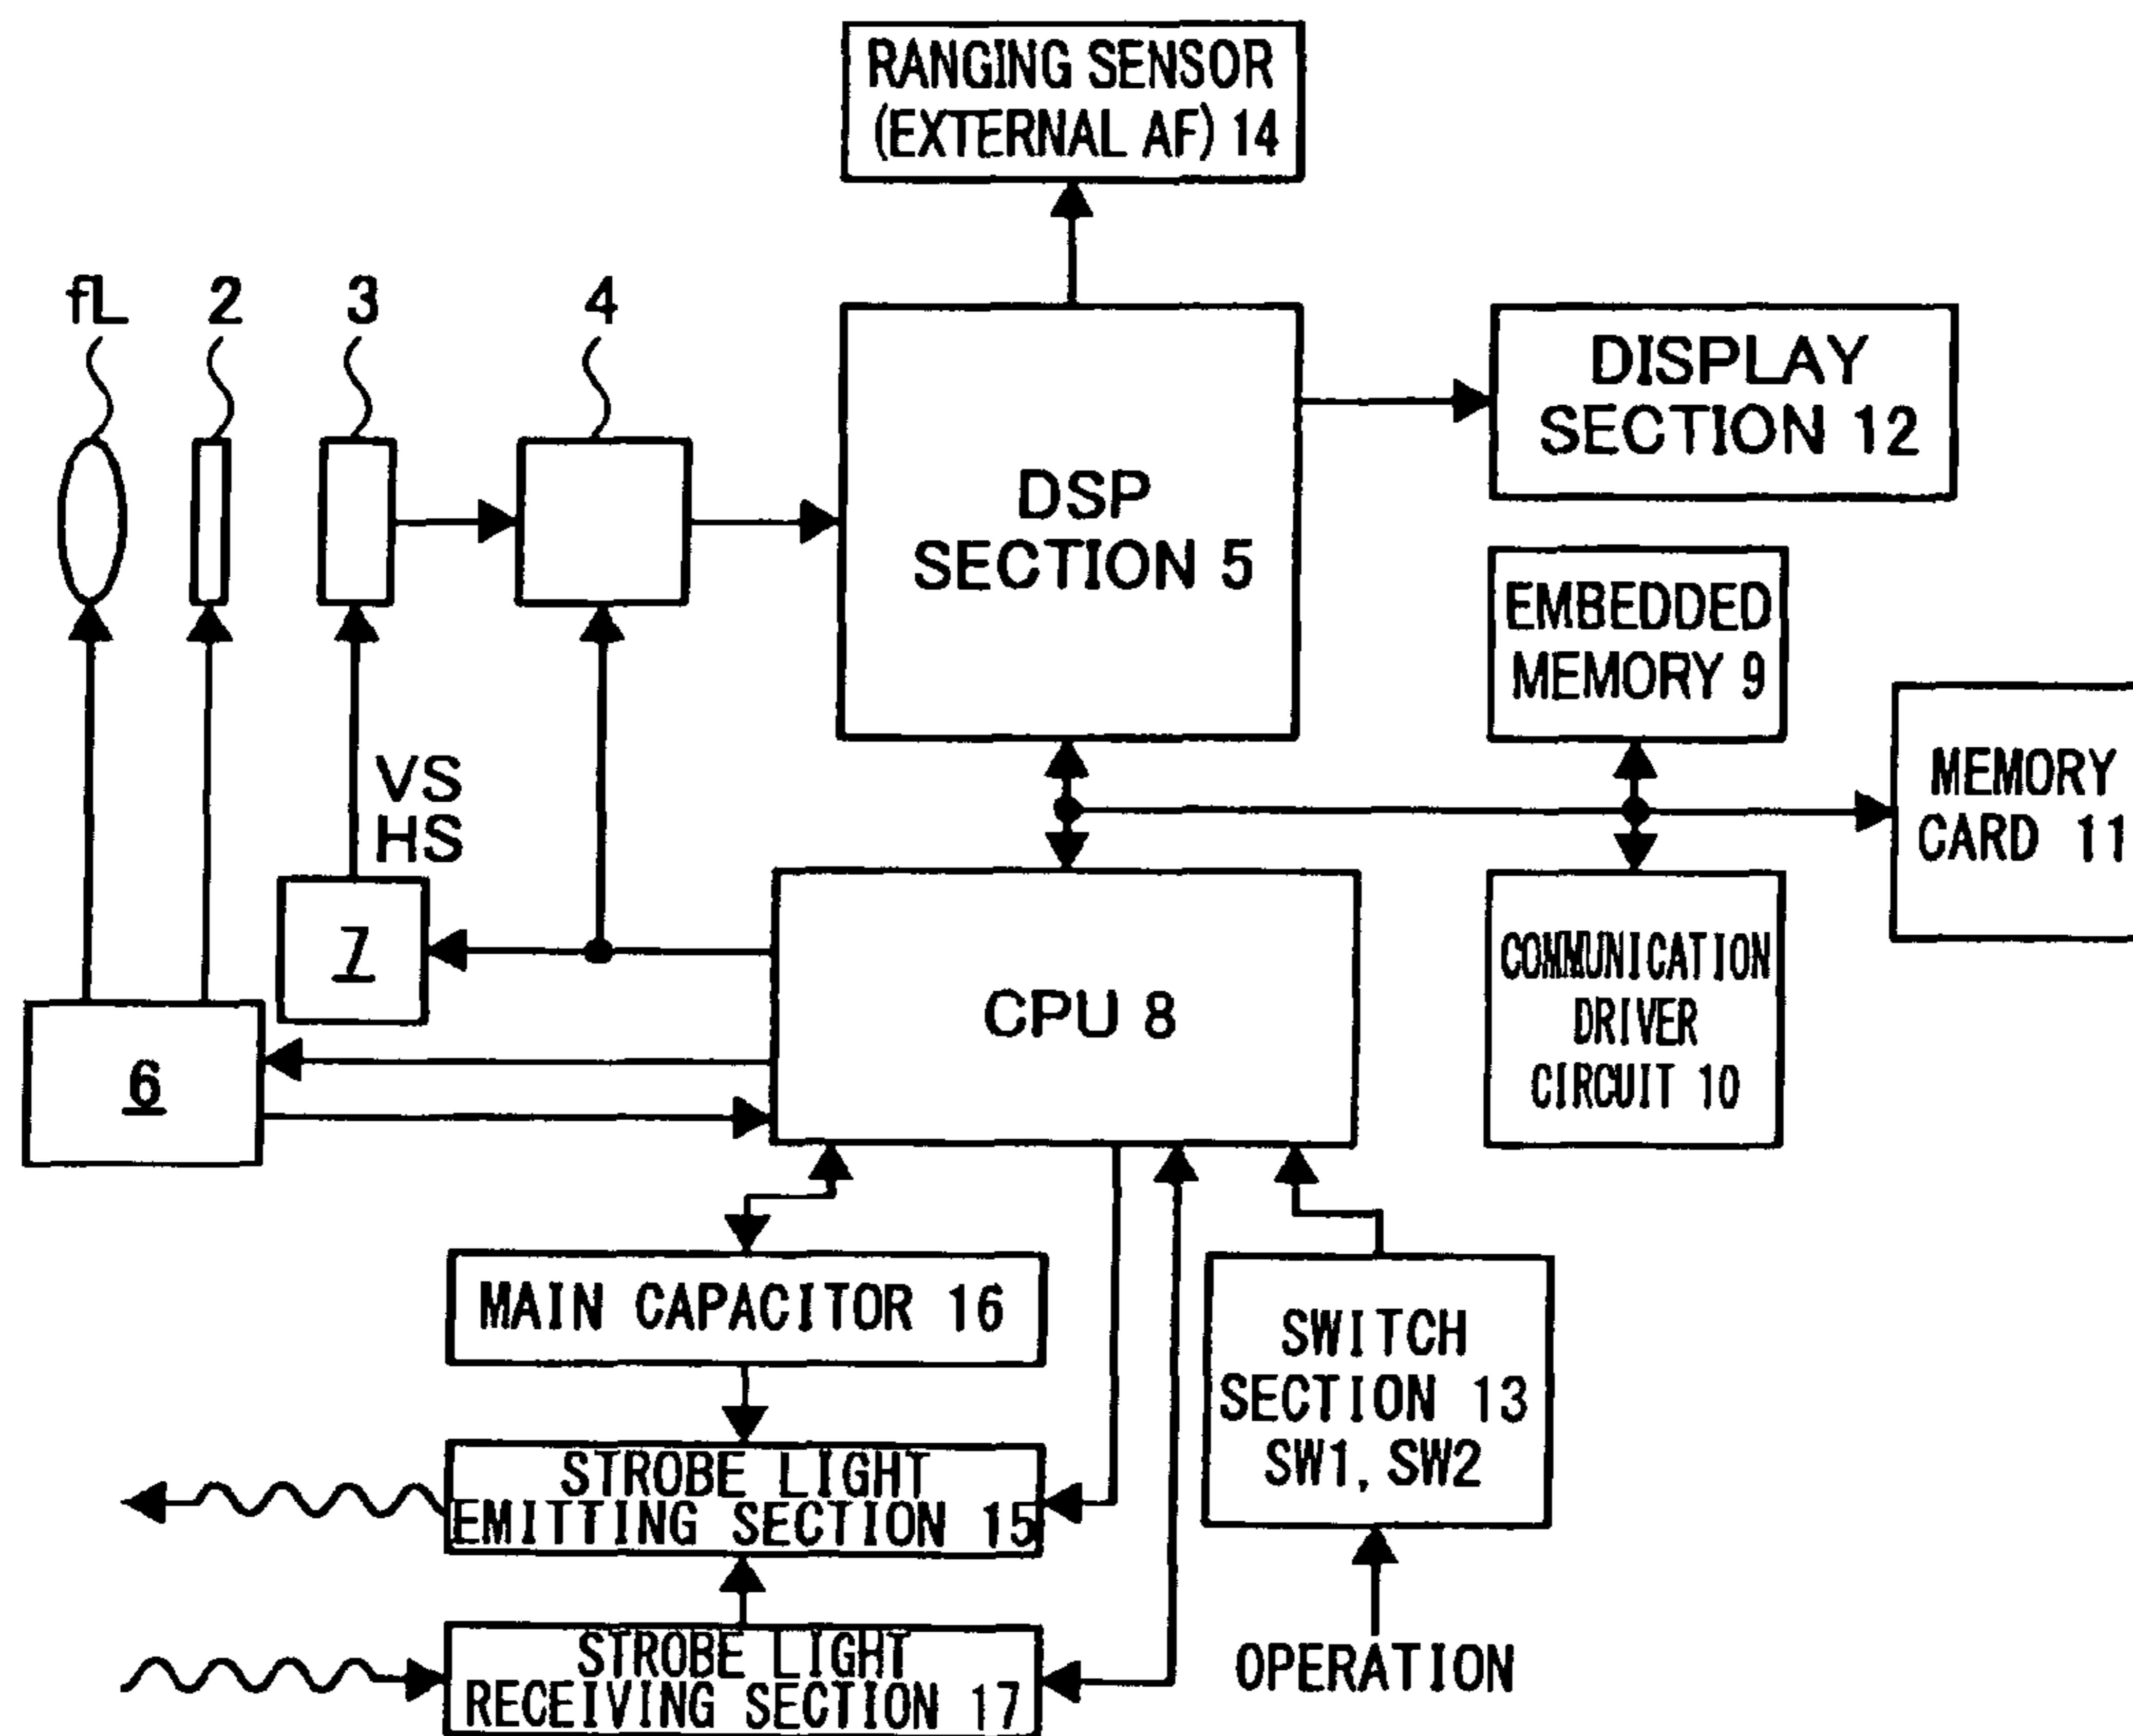 RANGING SENSOR
(EXTERNAL AF) 14
fL
2
3
4
DSP
SECTION 5
DISPLAY
SECTION 12
EMBEDDED
MEMORY 9
MEMORY
CARD 11
VS
HS
7
6
CPU 8
COMMUNICATION
DRIVER
CIRCUIT 10
MAIN CAPACITOR 16
SWITCH
SECTION 13
SW1, SW2
STROBE LIGHT
EMITTING SECTION 15
STROBE LIGHT
RECEIVING SECTION 17
OPERATION